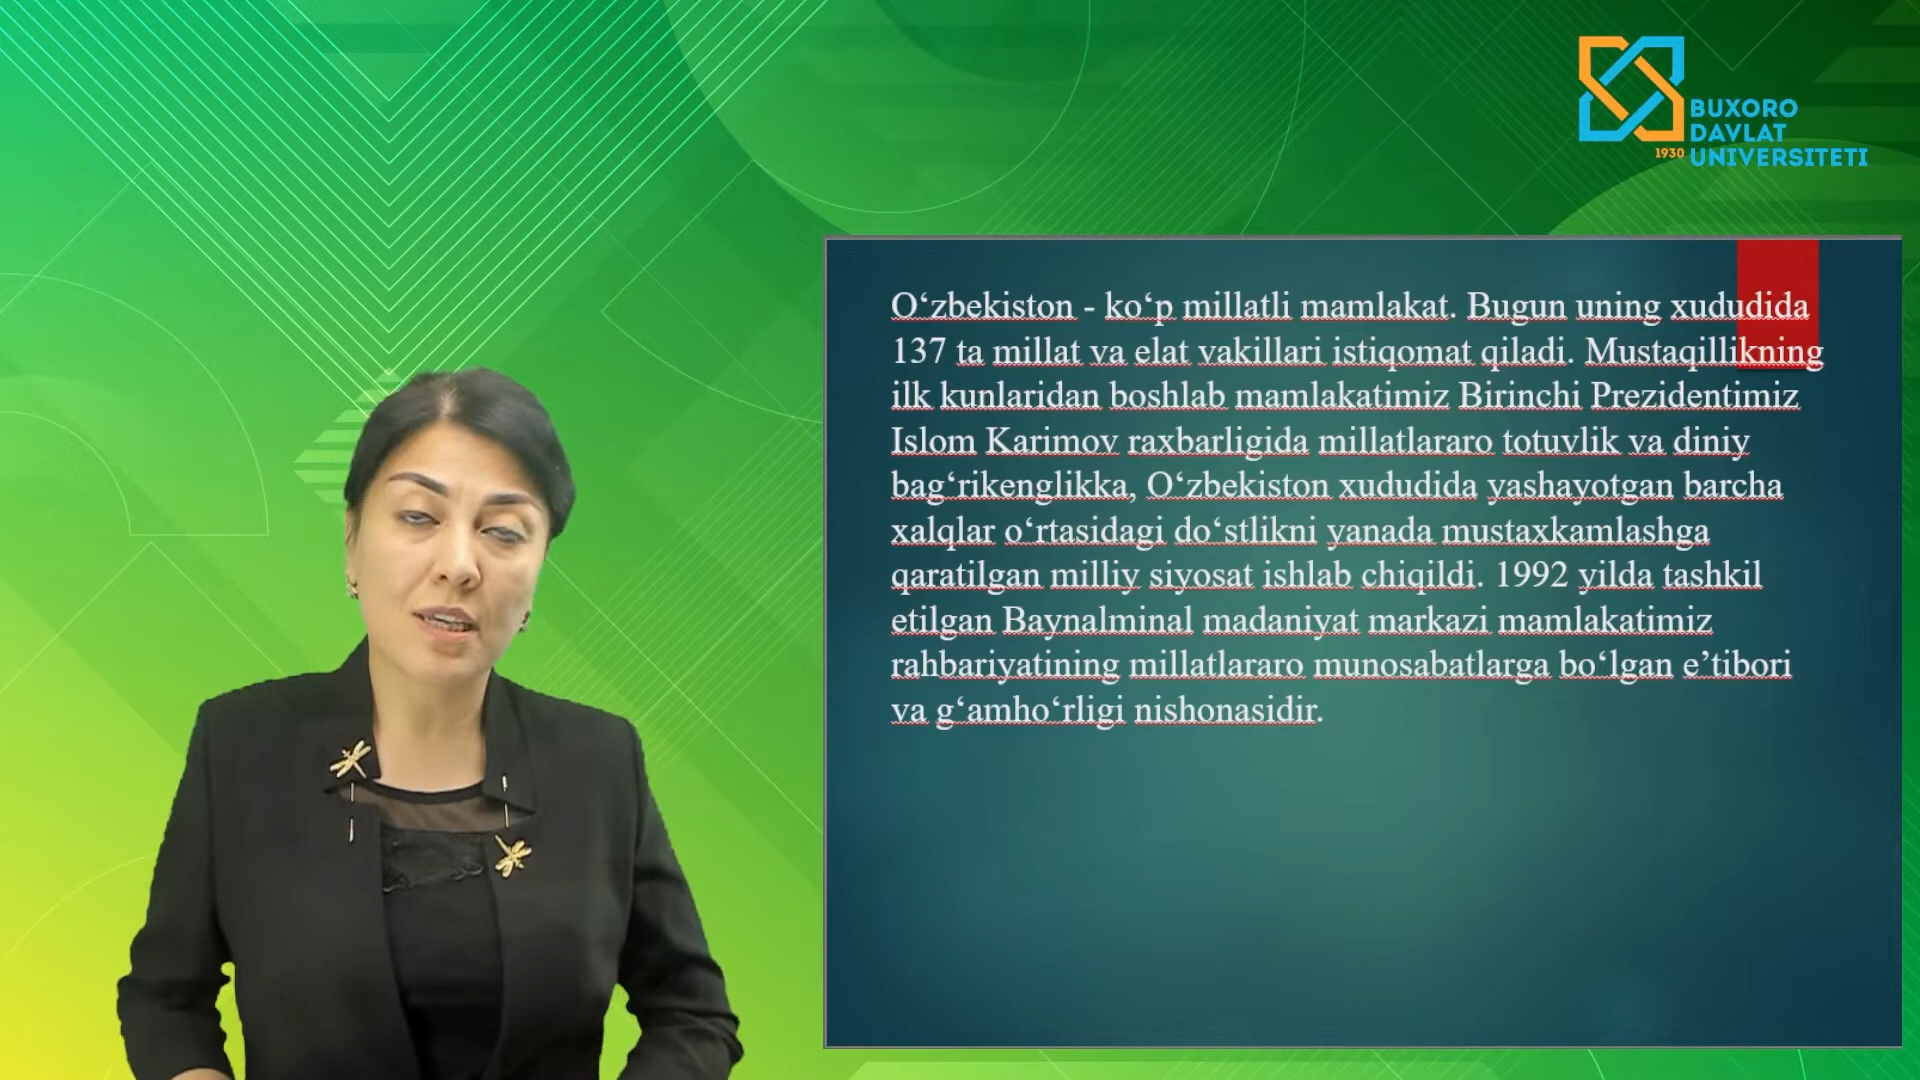 BUXORO
DAVLAT
1930 UNIVERSITETI
O‘zbekiston - ko‘p millatli mamlakat. Bugun uning xududida
137 ta millat va elat vakillari istiqomat qiladi. Mustaqillikning
ilk kunlaridan boshlab mamlakatimiz Birinchi Prezidentimiz
Islom Karimov raxbarligida millatlararo totuvlik va diniy
bag‘rikenglikka, O‘zbekiston xududida yashayotgan barcha
xalqlar o‘rtasidagi do‘stlikni yanada mustaxkamlashga
qaratilgan milliy siyosat ishlab chiqildi. 1992 yilda tashkil
etilgan Baynalminal madaniyat markazi mamlakatimiz
rahbariyatining millatlararo munosabatlarga bo‘lgan e’tibori
va g‘amho‘rligi nishonasidir.